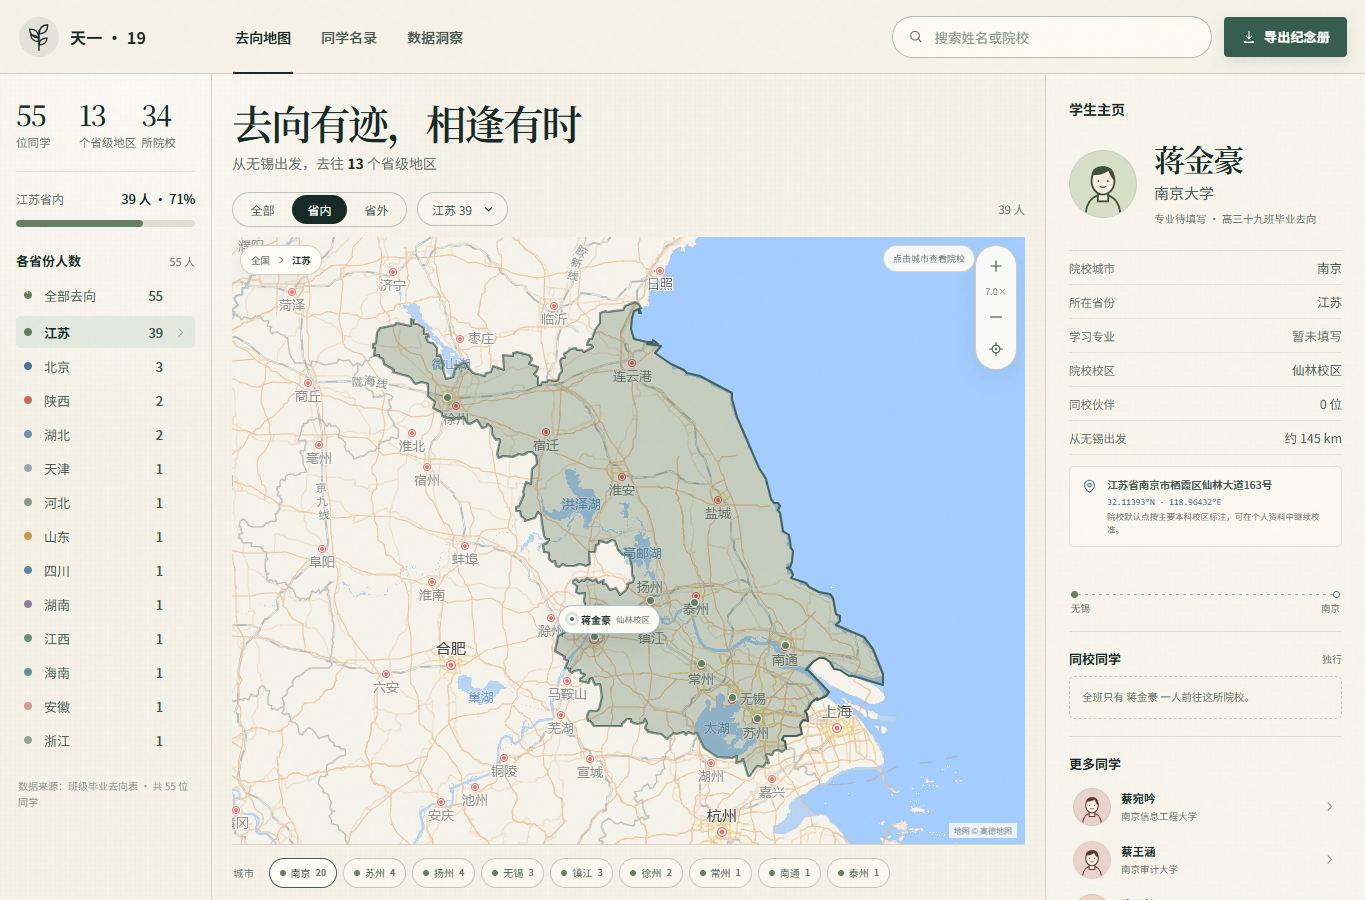 天一 · 19
去向地图
同学名录
数据洞察
搜索姓名或院校
导出纪念册
55
位同学
13
个省级地区
34
所院校
江苏省内
39 人 · 71%
各省份人数
55 人
全部去向 55
江苏 39
北京 3
陕西 2
湖北 2
天津 1
河北 1
山东 1
四川 1
湖南 1
江西 1
海南 1
安徽 1
浙江 1
数据来源：班级毕业去向表 · 共 55 位
同学
去向有迹，相逢有时
从无锡出发，去往 13 个省级地区
全部
省内
省外
江苏 39
39 人
濮阳
全国 > 江苏
点击城市查看院校
7.0×
胶新线
日照
济宁
菏泽
临沂
枣庄
微山湖
连云港
陇海线
商丘
徐州
淮北
宿迁
亳州
宿州
京九线
淮安
洪泽湖
盐城
阜阳
蚌埠
高邮湖
淮南
扬州
泰州
蒋金豪 仙林校区
滁州
镇江
合肥
南通
常州
六安
巢湖
马鞍山
无锡
太湖
苏州
上海
芜湖
铜陵
宣城
湖州
嘉兴
池州
安庆
杭州
冈
地图 © 高德地图
城市
南京 20
苏州 4
扬州 4
无锡 3
镇江 3
徐州 2
常州 1
南通 1
泰州 1
学生主页
蒋金豪
南京大学
专业待填写 · 高三十九班毕业去向
院校城市 南京
所在省份 江苏
学习专业 暂未填写
院校校区 仙林校区
同校伙伴 0 位
从无锡出发 约 145 km
江苏省南京市栖霞区仙林大道163号
32.11393°N · 118.96432°E
院校默认点按主要本科校区标注，可在个人资料中继续校
准。
无锡
南京
同校同学
独行
全班只有 蒋金豪 一人前往这所院校。
更多同学
蔡宛吟
南京信息工程大学
蔡王涵
南京审计大学